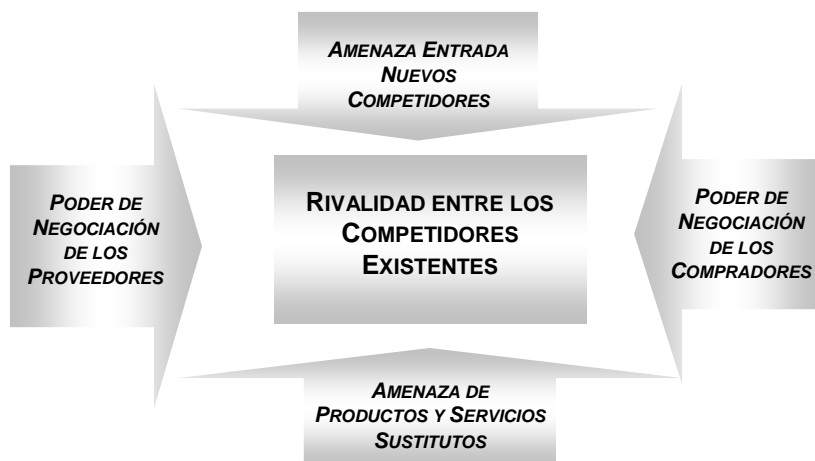 AMENAZA ENTRADA
NUEVOS
COMPETIDORES
PODER DE
NEGOCIACIÓN
DE LOS
PROVEEDORES
RIVALIDAD ENTRE LOS
COMPETIDORES
EXISTENTES
PODER DE
NEGOCIACIÓN
DE LOS
COMPRADORES
AMENAZA DE
PRODUCTOS Y SERVICIOS
SUSTITUTOS